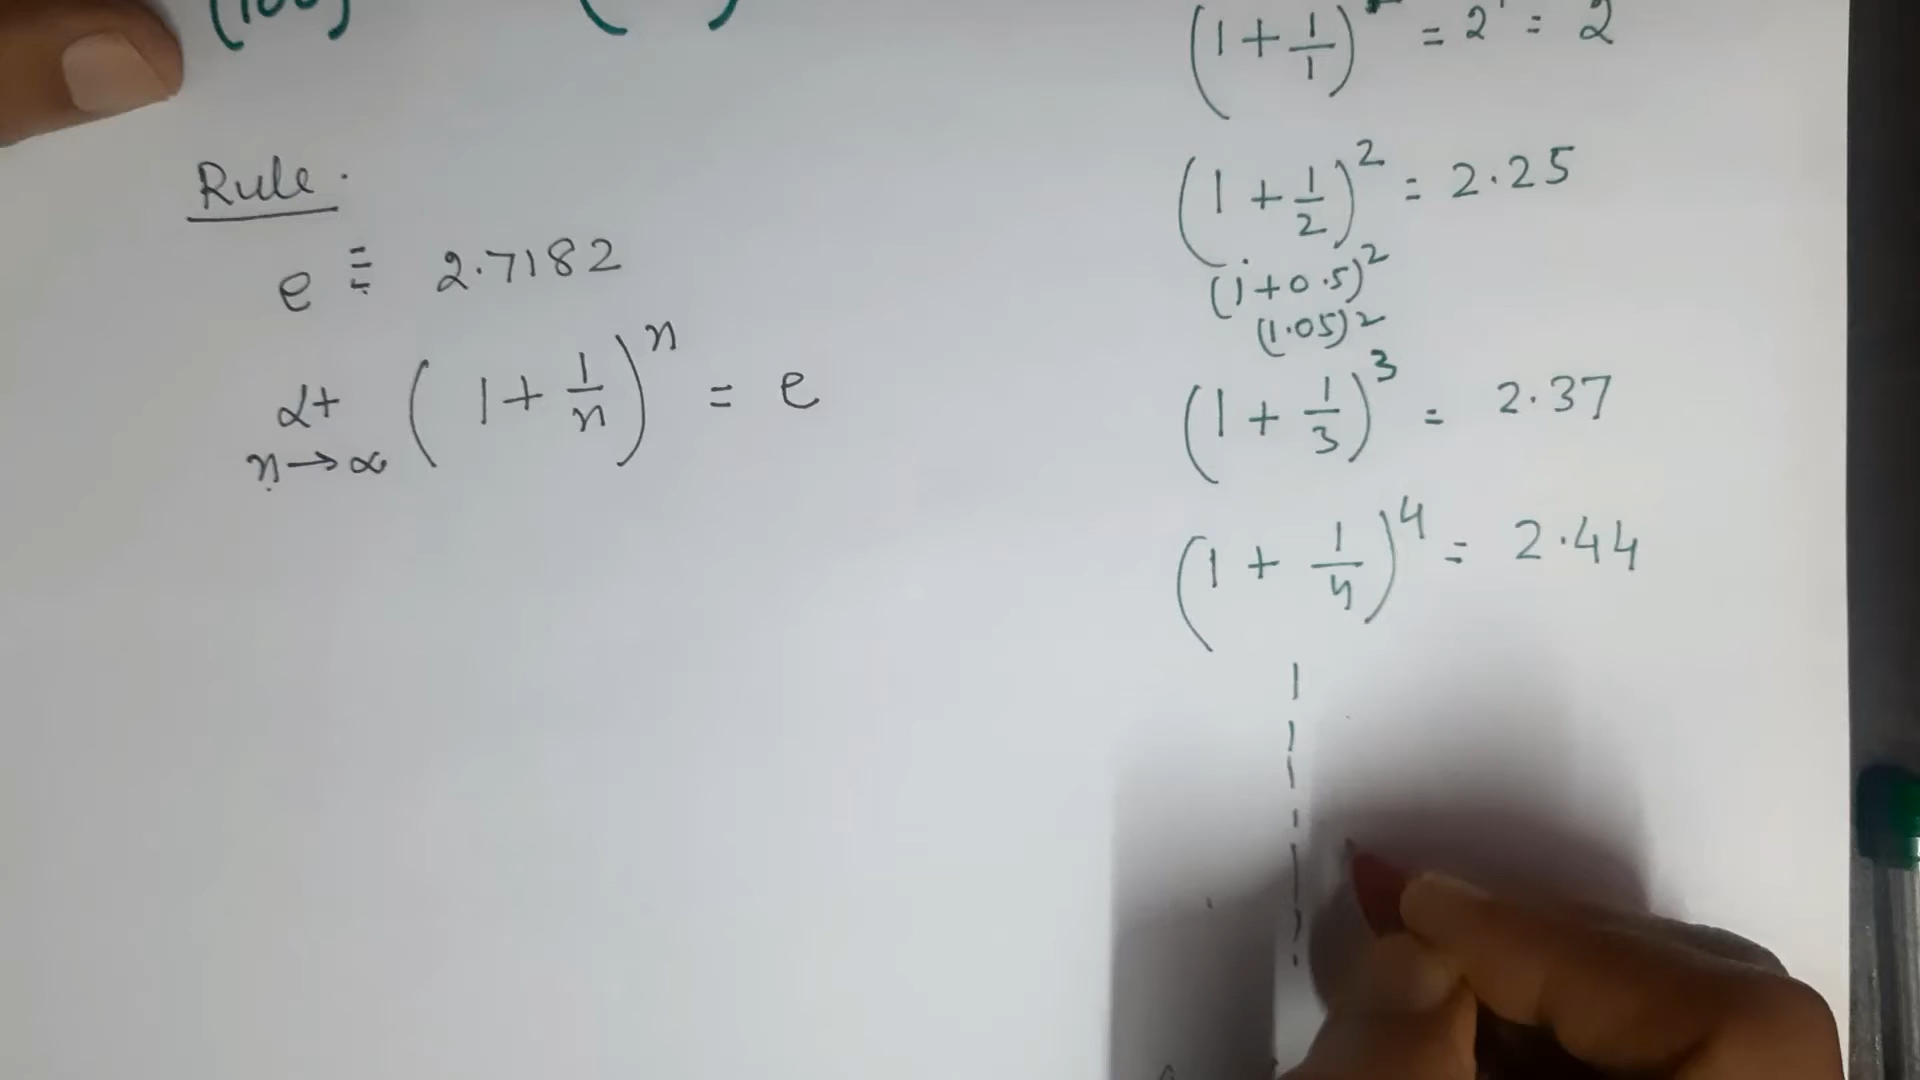 (100) ( )
Rule.
e ≡ 2.7182
Lt ( 1 + 1/n )^n = e
n → ∞
(1 + 1/1) = 2^1 = 2
(1 + 1/2)^2 = 2.25
(1+0.5)^2
(1.05)^2
(1 + 1/3)^3 = 2.37
(1 + 1/4)^4 = 2.44